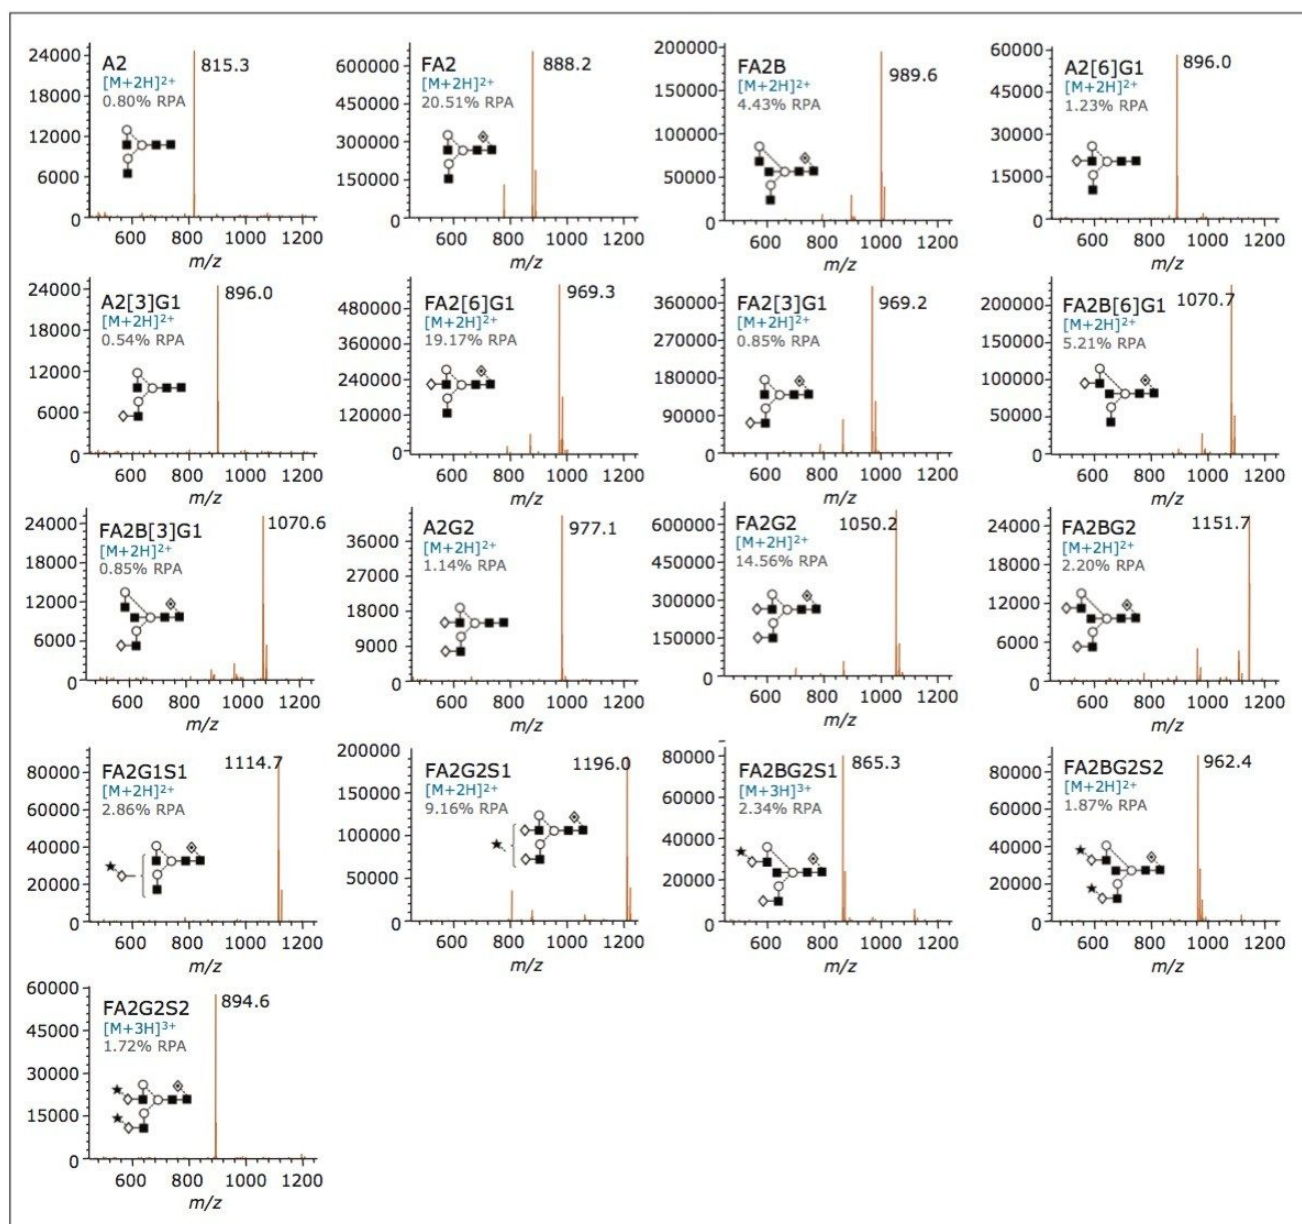 A2
[M+2H]²⁺
0.80% RPA
815.3
24000
18000
12000
6000
0
600 800 1000 1200
m/z
FA2
[M+2H]²⁺
20.51% RPA
888.2
600000
450000
300000
150000
0
600 800 1000 1200
m/z
FA2B
[M+2H]²⁺
4.43% RPA
989.6
200000
150000
100000
50000
0
600 800 1000 1200
m/z
A2[6]G1
[M+2H]²⁺
1.23% RPA
896.0
60000
45000
30000
15000
0
600 800 1000 1200
m/z
A2[3]G1
[M+2H]²⁺
0.54% RPA
896.0
24000
18000
12000
6000
0
600 800 1000 1200
m/z
FA2[6]G1
[M+2H]²⁺
19.17% RPA
969.3
480000
360000
240000
120000
0
600 800 1000 1200
m/z
FA2[3]G1
[M+2H]²⁺
0.85% RPA
969.2
360000
270000
180000
90000
0
600 800 1000 1200
m/z
FA2B[6]G1
[M+2H]²⁺
5.21% RPA
1070.7
200000
150000
100000
50000
0
600 800 1000 1200
m/z
FA2B[3]G1
[M+2H]²⁺
0.85% RPA
1070.6
24000
18000
12000
6000
0
600 800 1000 1200
m/z
A2G2
[M+2H]²⁺
1.14% RPA
977.1
36000
27000
18000
9000
0
600 800 1000 1200
m/z
FA2G2
[M+2H]²⁺
14.56% RPA
1050.2
600000
450000
300000
150000
0
600 800 1000 1200
m/z
FA2BG2
[M+2H]²⁺
2.20% RPA
1151.7
24000
18000
12000
6000
0
600 800 1000 1200
m/z
FA2G1S1
[M+2H]²⁺
2.86% RPA
1114.7
80000
60000
40000
20000
0
600 800 1000 1200
m/z
FA2G2S1
[M+2H]²⁺
9.16% RPA
1196.0
200000
150000
100000
50000
0
600 800 1000 1200
m/z
FA2BG2S1
[M+3H]³⁺
2.34% RPA
865.3
80000
60000
40000
20000
0
600 800 1000 1200
m/z
FA2BG2S2
[M+2H]²⁺
1.87% RPA
962.4
80000
60000
40000
20000
0
600 800 1000 1200
m/z
FA2G2S2
[M+3H]³⁺
1.72% RPA
894.6
60000
45000
30000
15000
0
600 800 1000 1200
m/z